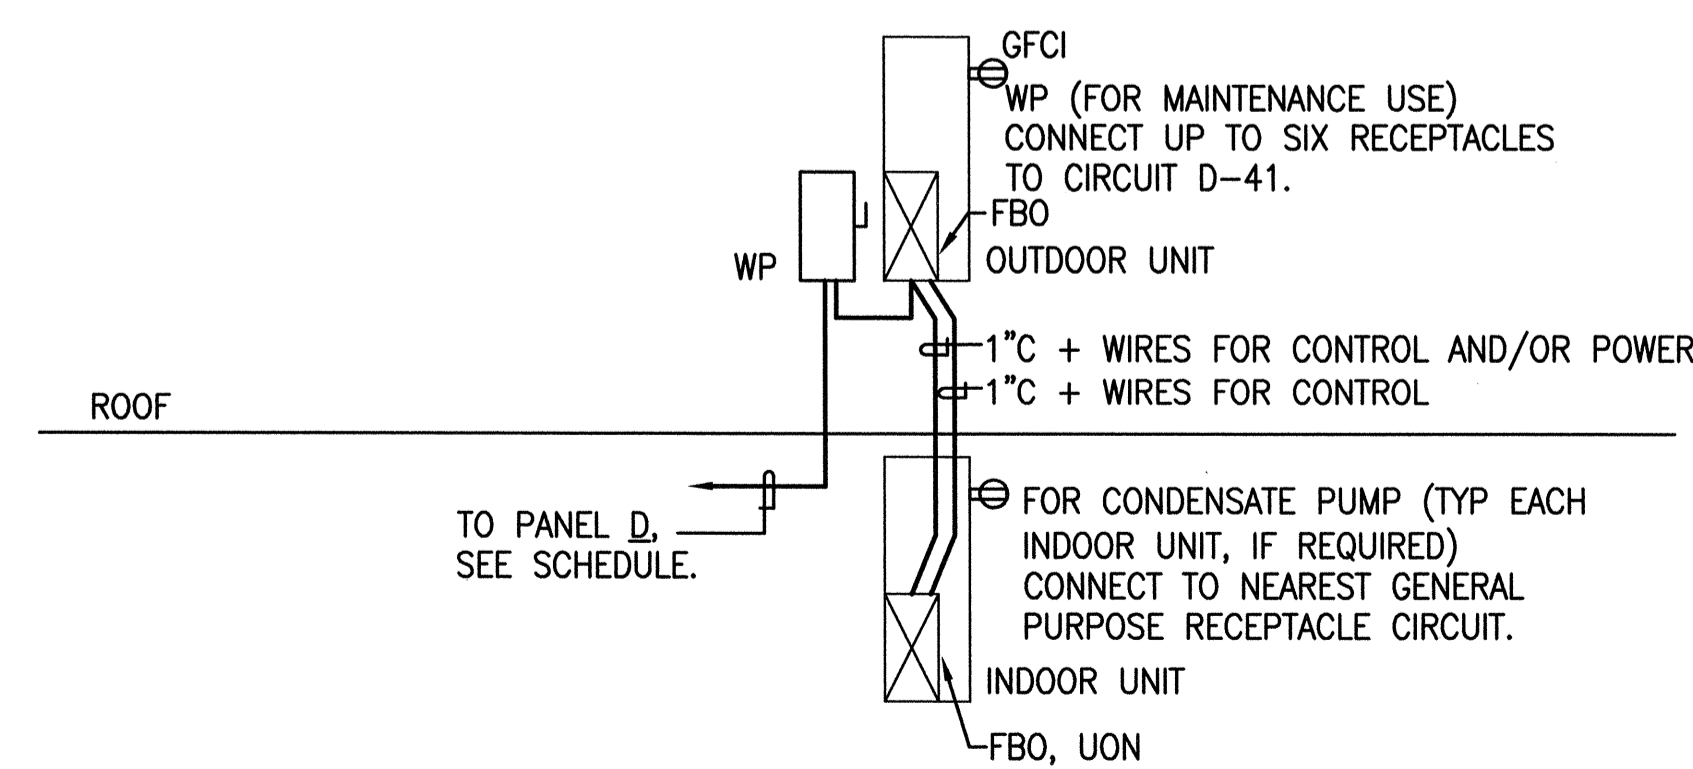 GFCI
WP (FOR MAINTENANCE USE)
CONNECT UP TO SIX RECEPTACLES
TO CIRCUIT D-41.
FBO
WP
OUTDOOR UNIT
1"C + WIRES FOR CONTROL AND/OR POWER
1"C + WIRES FOR CONTROL
ROOF
TO PANEL D,
SEE SCHEDULE.
FOR CONDENSATE PUMP (TYP EACH
INDOOR UNIT, IF REQUIRED)
CONNECT TO NEAREST GENERAL
PURPOSE RECEPTACLE CIRCUIT.
INDOOR UNIT
FBO, UON